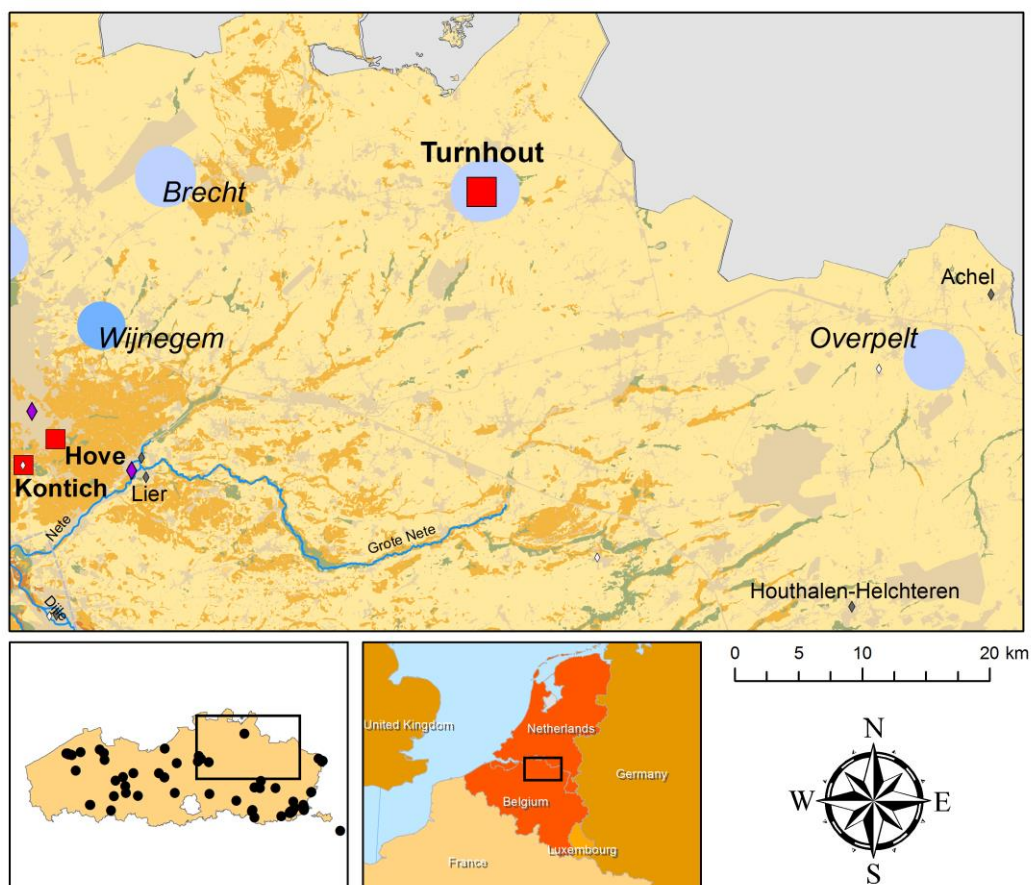 Turnhout
Brecht
Achel
Wijnegem
Overpelt
Hove
Kontich
Lier
Nete
Grote Nete
Houthalen-Helchteren
Dijle
0 5 10 20 km
United Kingdom
Netherlands
Germany
Belgium
Luxembourg
France
N
W E
S